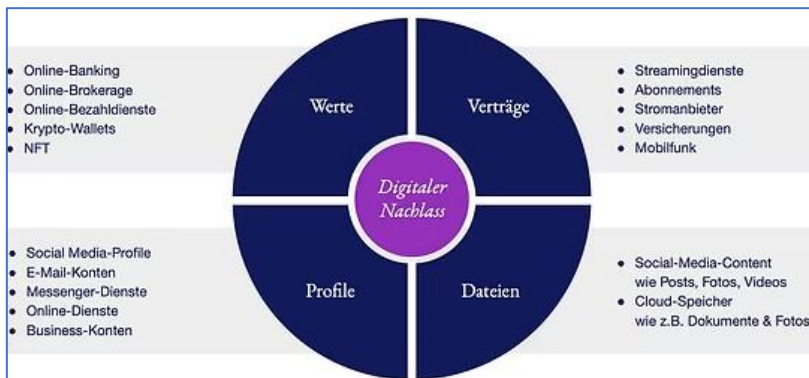 • Online-Banking
• Online-Brokerage
• Online-Bezahldienste
• Krypto-Wallets
• NFT
Werte
Verträge
• Streamingdienste
• Abonnements
• Stromanbieter
• Versicherungen
• Mobilfunk
Digitaler
Nachlass
• Social Media-Profile
• E-Mail-Konten
• Messenger-Dienste
• Online-Dienste
• Business-Konten
Profile
Dateien
• Social-Media-Content
wie Posts, Fotos, Videos
• Cloud-Speicher
wie z.B. Dokumente & Fotos